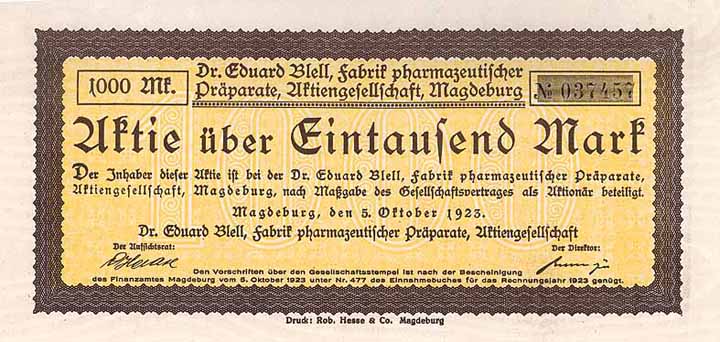 1000 Mk.
Dr. Eduard Blell, Fabrik pharmazeutischer
Präparate, Aktiengesellschaft, Magdeburg
№ 037457
Aktie über Eintausend Mark
Der Inhaber dieser Aktie ist bei der Dr. Eduard Blell, Fabrik pharmazeutischer Präparate,
Aktiengesellschaft, Magdeburg, nach Maßgabe des Gesellschaftsvertrages als Aktionär beteiligt.
Magdeburg, den 5. Oktober 1923.
Dr. Eduard Blell, Fabrik pharmazeutischer Präparate, Aktiengesellschaft
Der Aufsichtsrat:
Der Direktor:
Den Vorschriften über den Gesellschaftsstempel ist nach der Bescheinigung
des Finanzamtes Magdeburg vom 5. Oktober 1923 unter Nr. 477 des Einnahmebuches für das Rechnungsjahr 1923 genügt.
Druck: Rob. Hesse & Co. Magdeburg